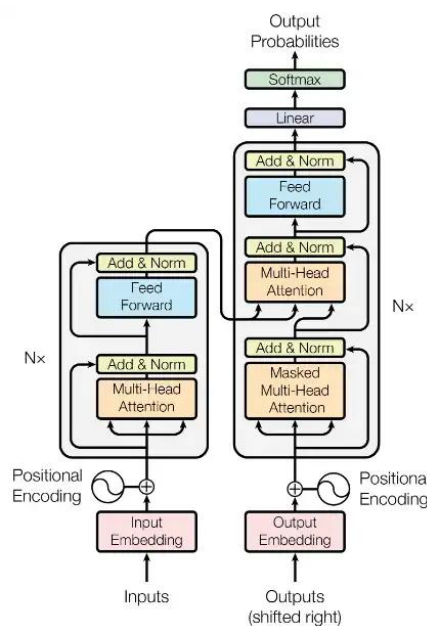 Output
Probabilities
Softmax
Linear
Add & Norm
Feed
Forward
Add & Norm
Multi-Head
Attention
Add & Norm
Masked
Multi-Head
Attention
Nx
Add & Norm
Feed
Forward
Add & Norm
Multi-Head
Attention
Nx
Positional
Encoding
Positional
Encoding
Input
Embedding
Output
Embedding
Inputs
Outputs
(shifted right)